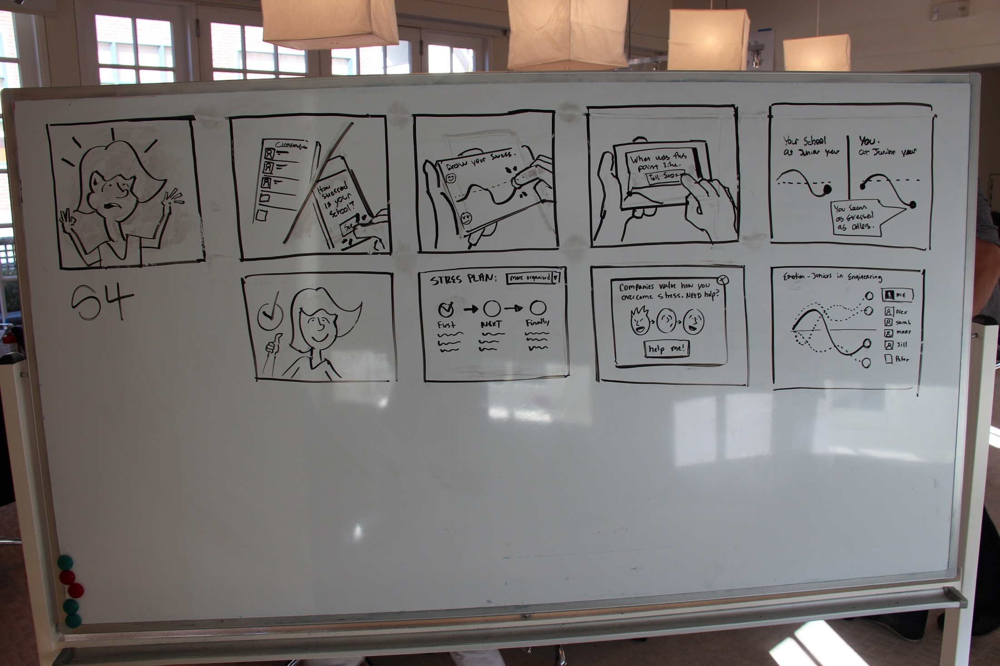 Classmates
How
stressed
is your
school?
See
Draw your stress.
What was this
point like.
Tell Story
Your School
at Junior year
You.
at Junior year
You seem
as stressed
as others.
S4
STRES PLAN:
more organized
First
NEXT
Finally
Companies value how you
overcome stress. NEED help?
help me!
Emotion - Juniors in Engineering
ME
Alex
Sarah
MARY
Jill
Peter